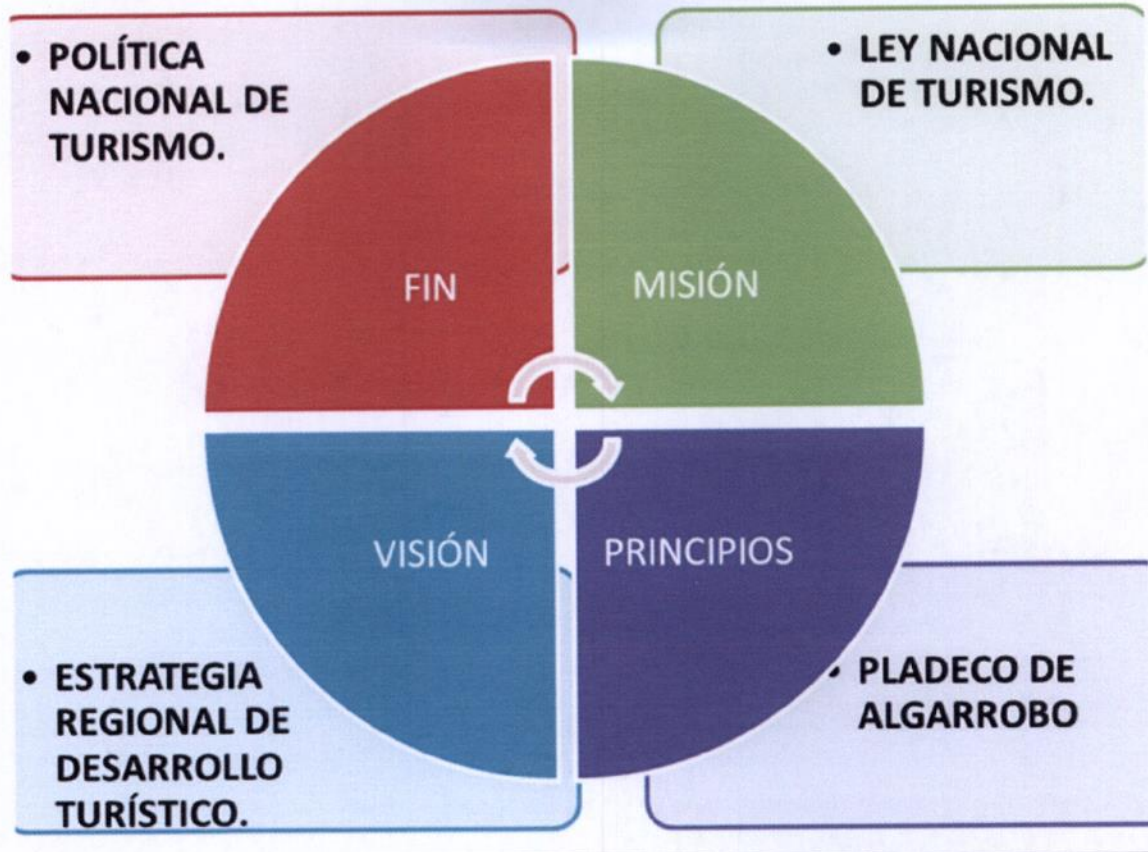 • POLÍTICA
NACIONAL DE
TURISMO.
• LEY NACIONAL
DE TURISMO.
FIN
MISIÓN
VISIÓN
PRINCIPIOS
• ESTRATEGIA
REGIONAL DE
DESARROLLO
TURÍSTICO.
• PLADECO DE
ALGARROBO